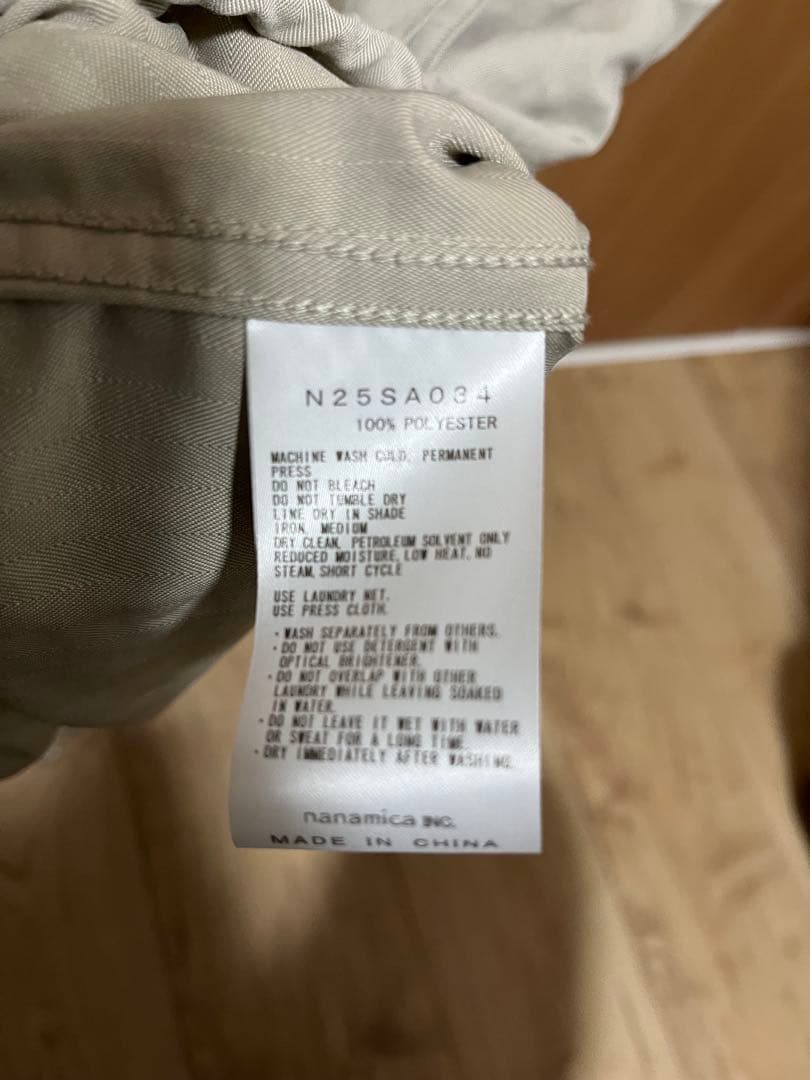 N25SA034
100% POLYESTER
MACHINE WASH COLD, PERMANENT
PRESS
DO NOT BLEACH
DO NOT TUMBLE DRY
LINE DRY IN SHADE
IRON, MEDIUM
DRY CLEAN, PETROLEUM SOLVENT ONLY
REDUCED MOISTURE, LOW HEAT, NO
STEAM, SHORT CYCLE
USE LAUNDRY NET.
USE PRESS CLOTH.
・WASH SEPARATELY FROM OTHERS.
・DO NOT USE DETERGENT WITH
OPTICAL BRIGHTENER.
・DO NOT OVERLAP WITH OTHER
LAUNDRY WHILE LEAVING SOAKED
IN WATER.
・DO NOT LEAVE IT WET WITH WATER
OR SWEAT FOR A LONG TIME.
・DRY IMMEDIATELY AFTER WASHING.
nanamica INC.
MADE IN CHINA